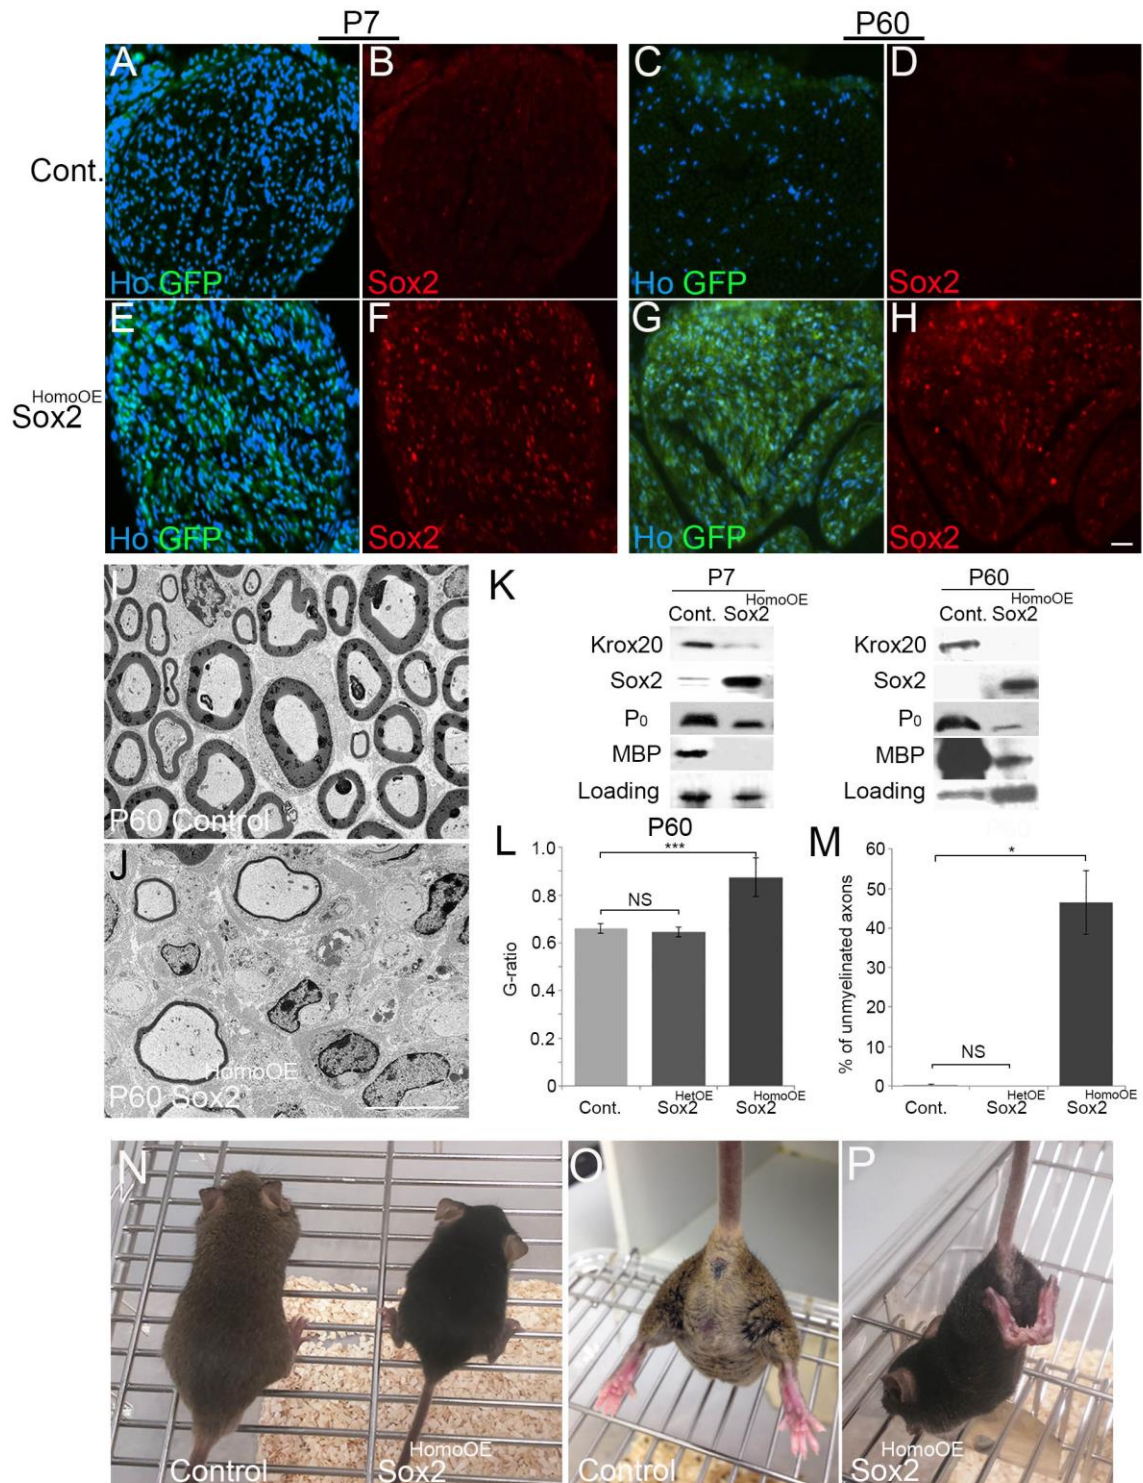 P7
P60
A
B
C
D
Cont.
Ho GFP
Sox2
Ho GFP
Sox2
E
F
G
H
HomoOE
Sox2
Ho GFP
Sox2
Ho GFP
Sox2
I
P60 Control
J
HomoOE
P60 Sox2
K
P7
HomoOE
Cont. Sox2
Krox20
Sox2
P0
MBP
Loading
P60
HomoOE
Cont. Sox2
Krox20
Sox2
P0
MBP
Loading
L
P60
1.0
0.8
0.6
0.4
0.2
0
G-ratio
***
NS
Cont.
HetOE
Sox2
HomoOE
Sox2
M
60
50
40
30
20
10
0
% of unmyelinated axons
*
NS
Cont.
HetOE
Sox2
HomoOE
Sox2
N
Control
HomoOE
Sox2
O
Control
P
HomoOE
Sox2